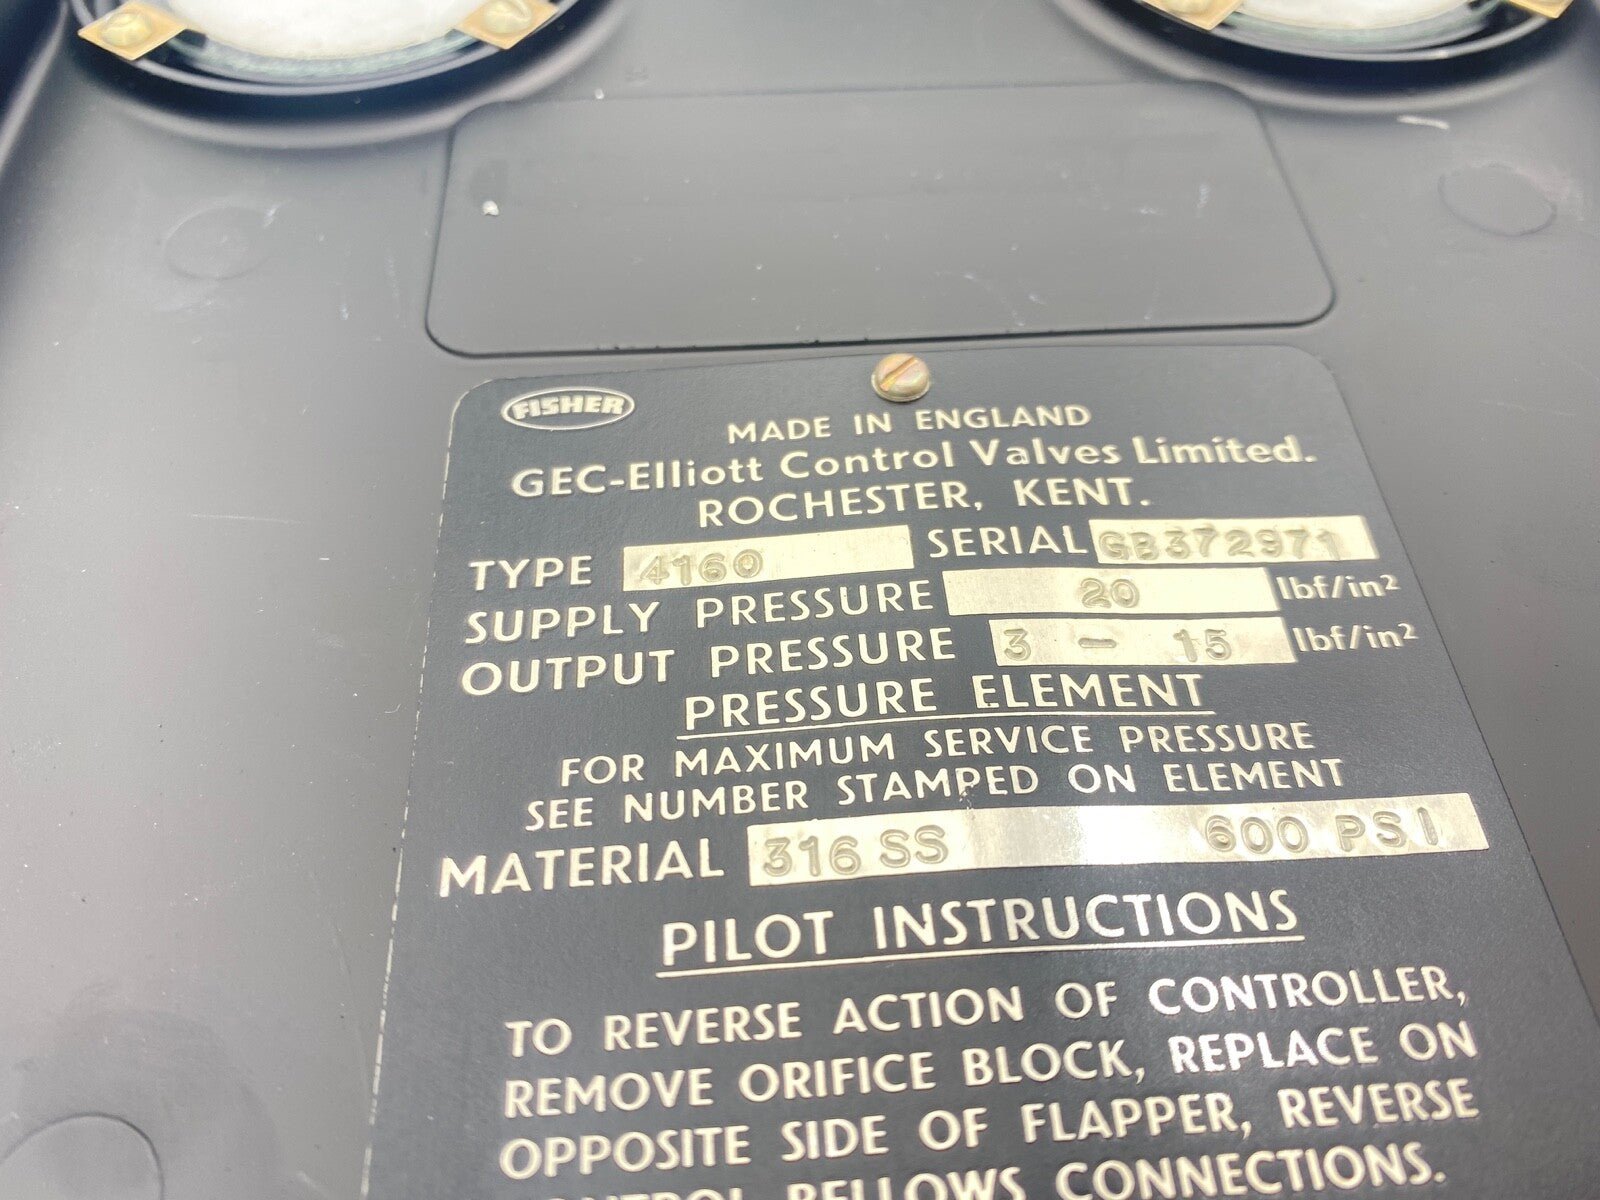 FISHER
MADE IN ENGLAND
GEC-Elliott Control Valves Limited.
ROCHESTER, KENT.
TYPE 4160 SERIAL GB372971
SUPPLY PRESSURE 20 lbf/in²
OUTPUT PRESSURE 3 - 15 lbf/in²
PRESSURE ELEMENT
FOR MAXIMUM SERVICE PRESSURE
SEE NUMBER STAMPED ON ELEMENT
MATERIAL 316 SS 600 PSI
PILOT INSTRUCTIONS
TO REVERSE ACTION OF CONTROLLER,
REMOVE ORIFICE BLOCK, REPLACE ON
OPPOSITE SIDE OF FLAPPER, REVERSE
CONTROL BELLOWS CONNECTIONS.